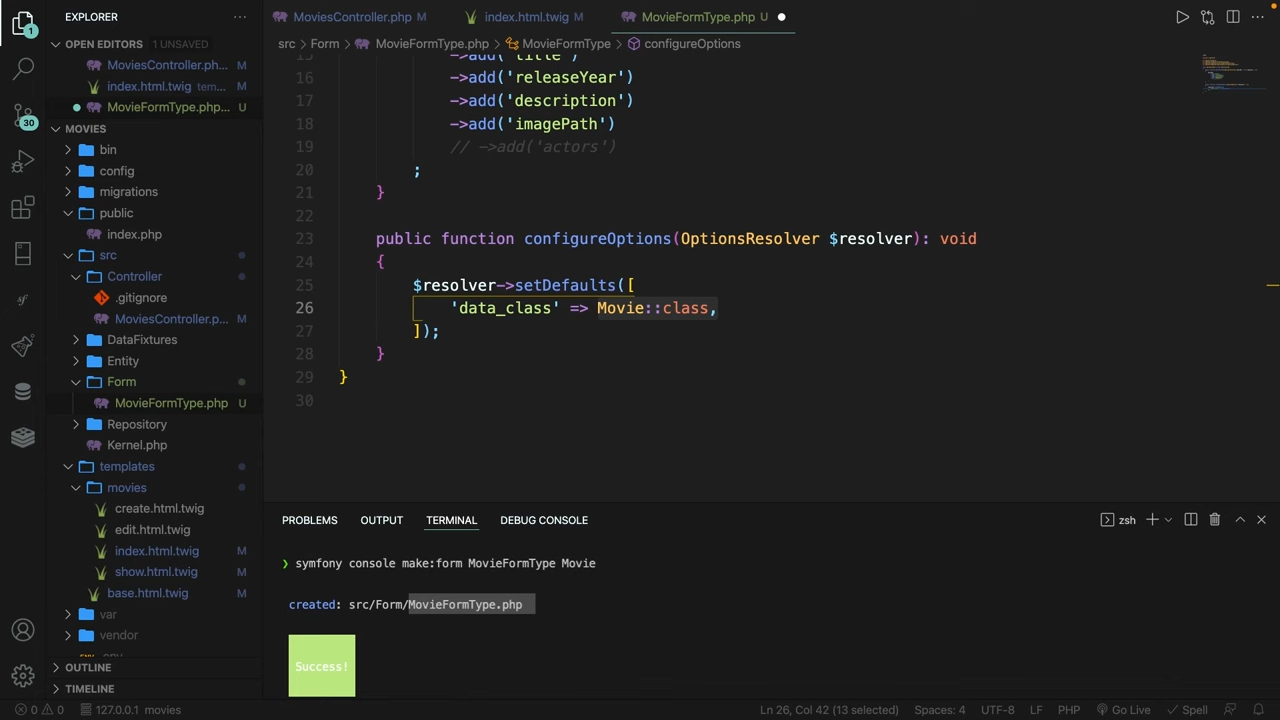 EXPLORER
OPEN EDITORS 1 UNSAVED
MoviesController.ph... M
index.html.twig tem... M
MovieFormType.php... U
MOVIES
bin
config
migrations
public
index.php
src
Controller
.gitignore
MoviesController.p... M
DataFixtures
Entity
Form
MovieFormType.php U
Repository
Kernel.php
templates
movies
create.html.twig
edit.html.twig
index.html.twig M
show.html.twig M
base.html.twig M
var
vendor
OUTLINE
TIMELINE
1
30
MoviesController.php M
index.html.twig M
MovieFormType.php U
src > Form > MovieFormType.php > MovieFormType > configureOptions
15 ->add('title')
16 ->add('releaseYear')
17 ->add('description')
18 ->add('imagePath')
19 // ->add('actors')
20 ;
21 }
22
23 public function configureOptions(OptionsResolver $resolver): void
24 {
25 $resolver->setDefaults([
26 'data_class' => Movie::class,
27 ]);
28 }
29 }
30
PROBLEMS OUTPUT TERMINAL DEBUG CONSOLE
zsh
❯ symfony console make:form MovieFormType Movie
created: src/Form/MovieFormType.php
Success!
0 0 127.0.0.1 movies
Ln 26, Col 42 (13 selected) Spaces: 4 UTF-8 LF PHP Go Live Spell